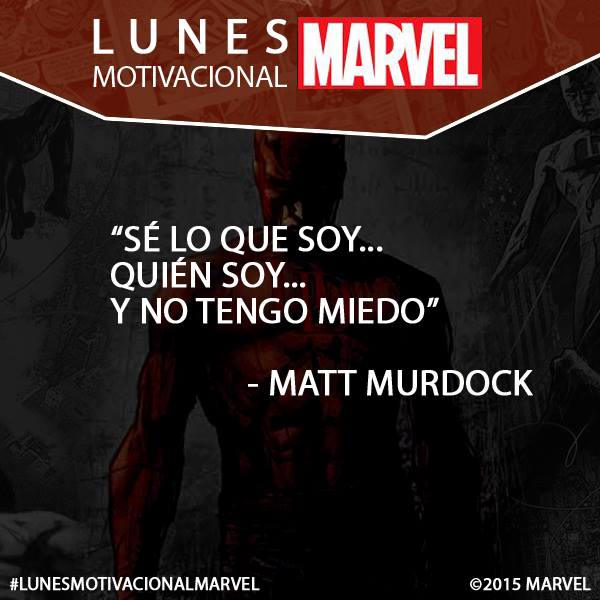 LUNES
MOTIVACIONAL MARVEL
“SÉ LO QUE SOY...
QUIÉN SOY...
Y NO TENGO MIEDO”
- MATT MURDOCK
#LUNESMOTIVACIONALMARVEL ©2015 MARVEL